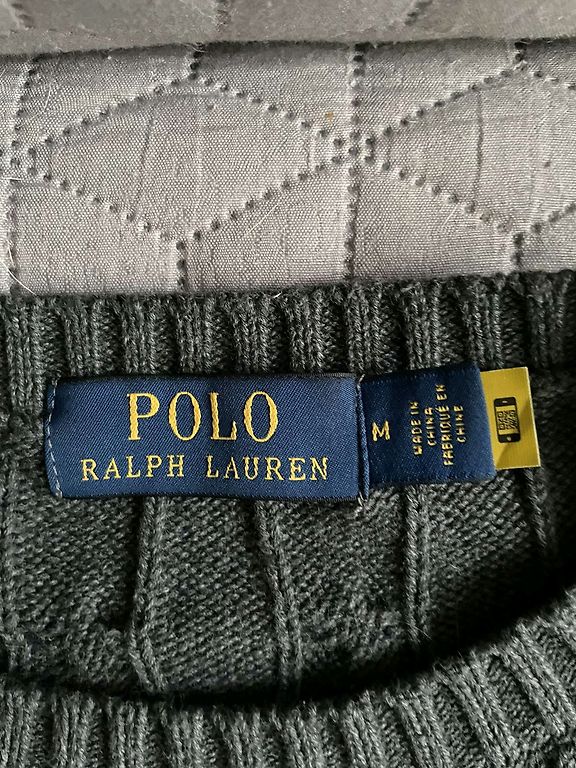 POLO
RALPH LAUREN
M
MADE IN
CHINA
FABRIQUÉ EN
CHINE